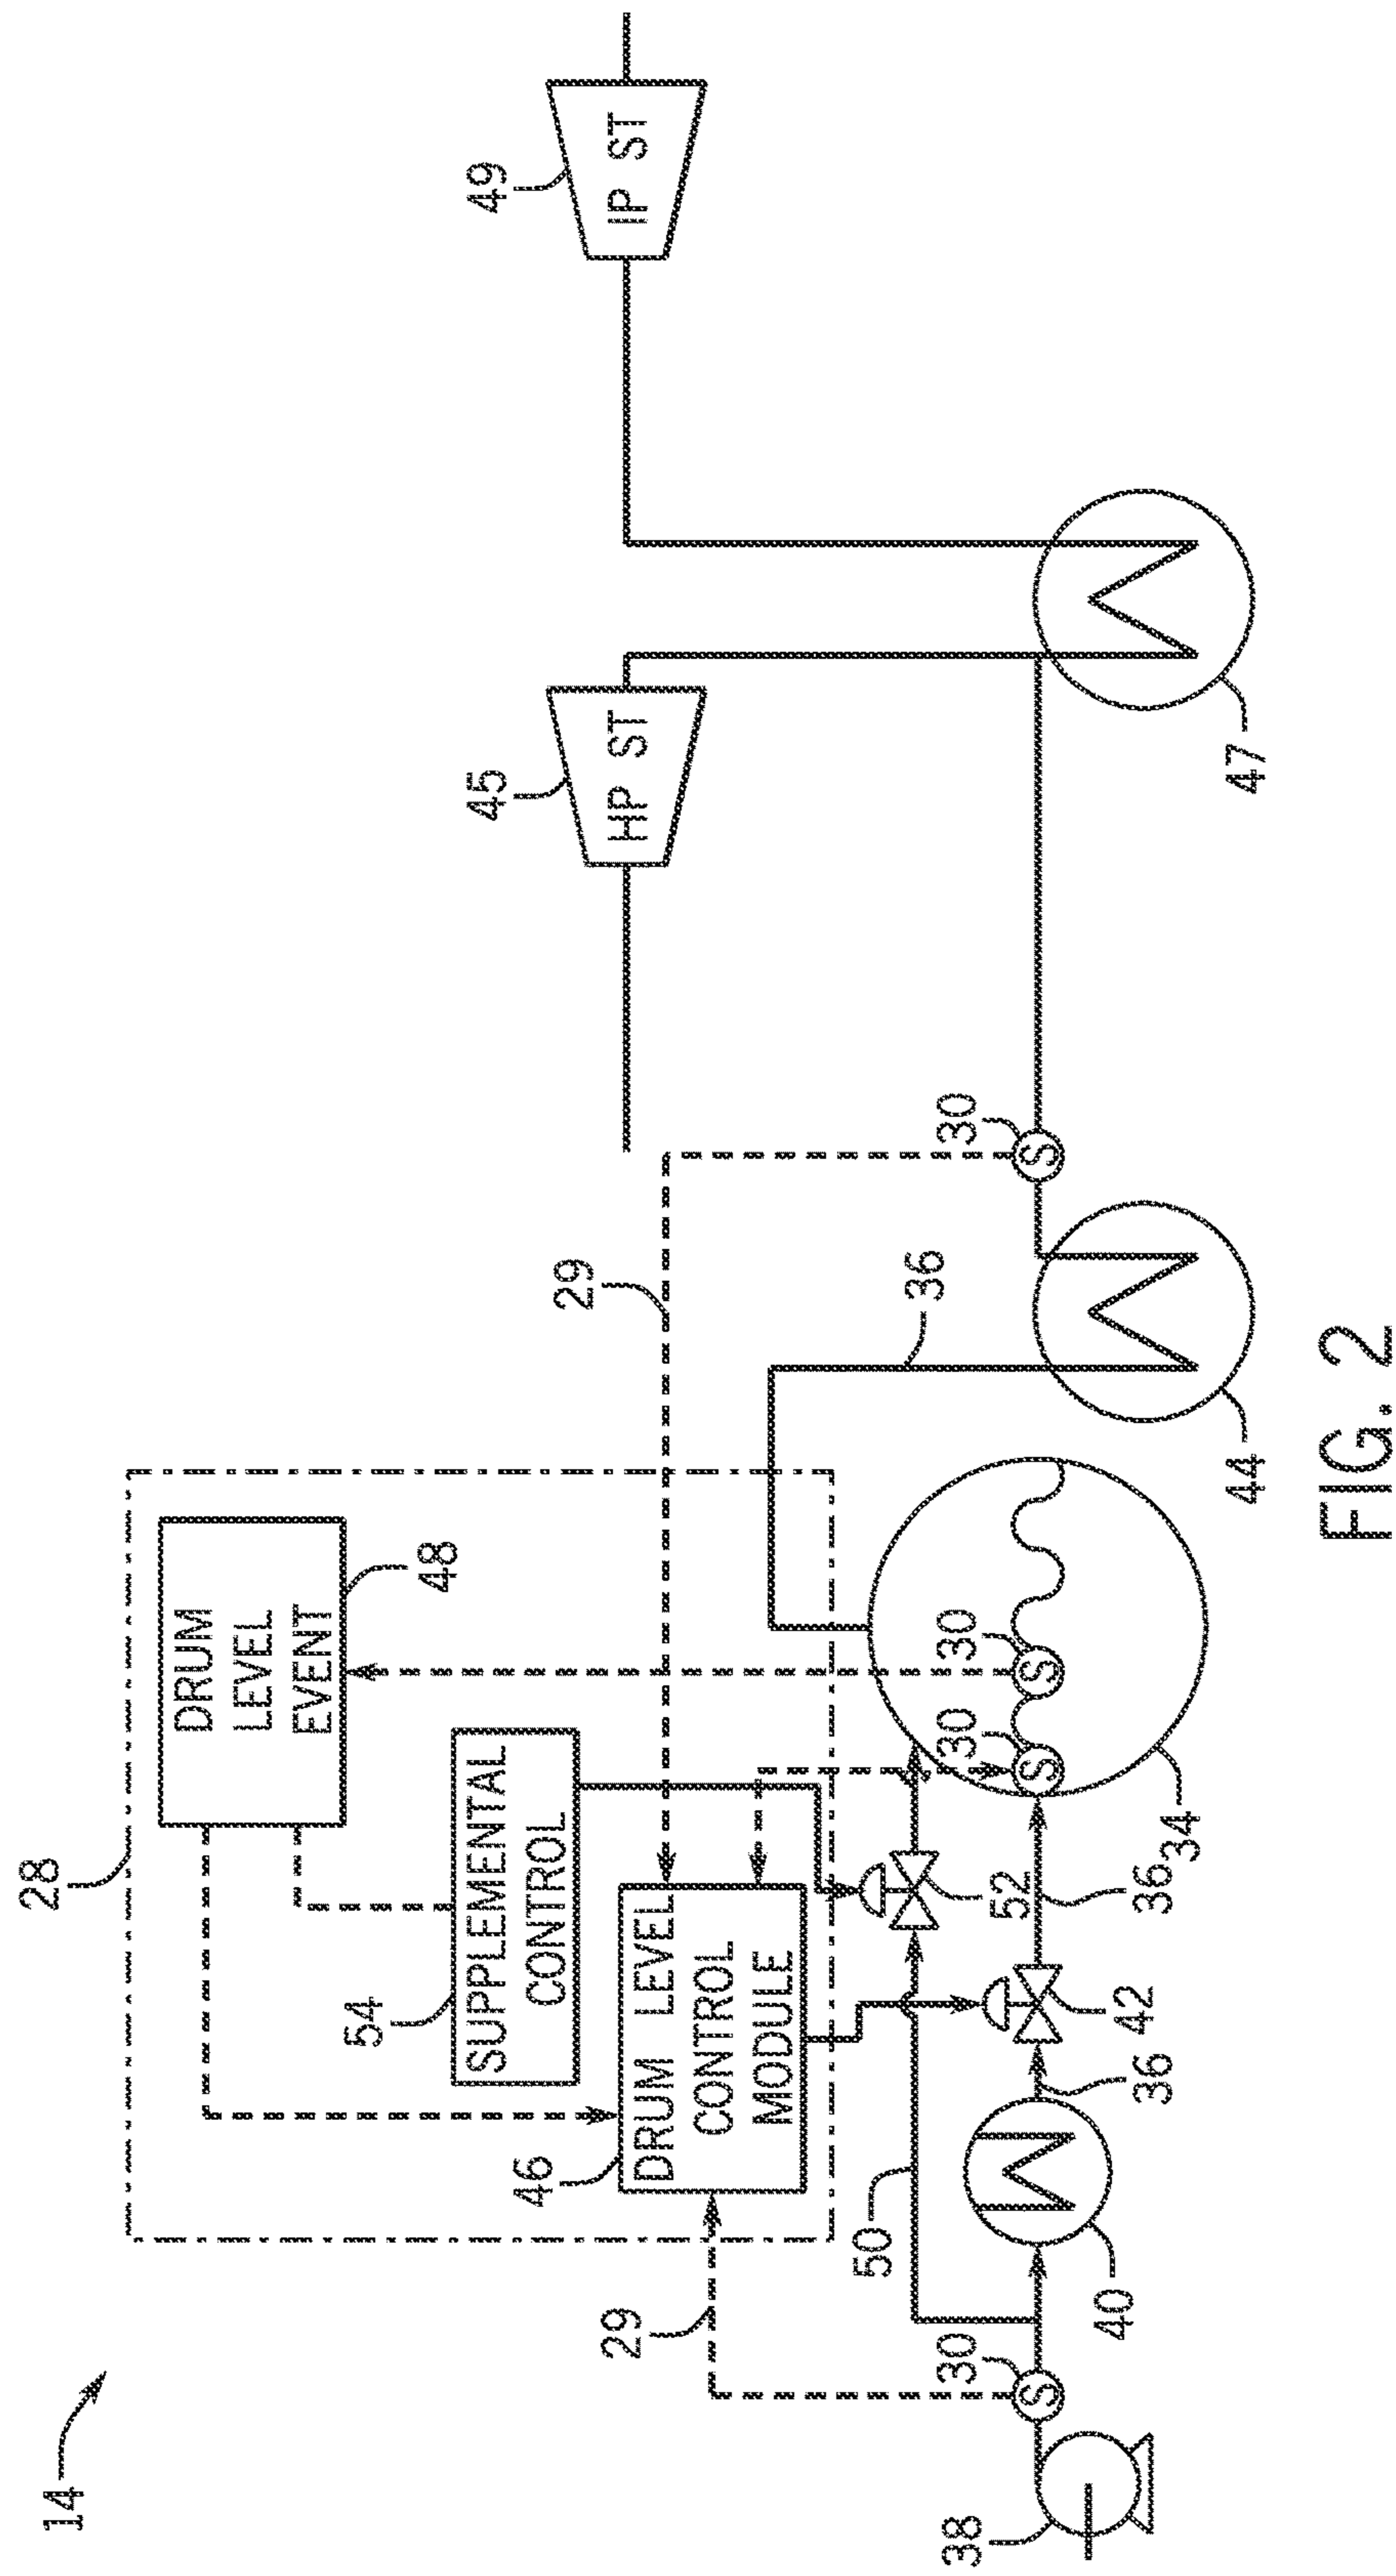 14
28
DRUM
LEVEL
EVENT
48
54
SUPPLEMENTAL
CONTROL
46
DRUM LEVEL
CONTROL
MODULE
29
29
45
HP ST
49
IP ST
50
52
36
30
30
30
30
38
40
36
42
36
34
44
47
FIG. 2
S
S
S
S